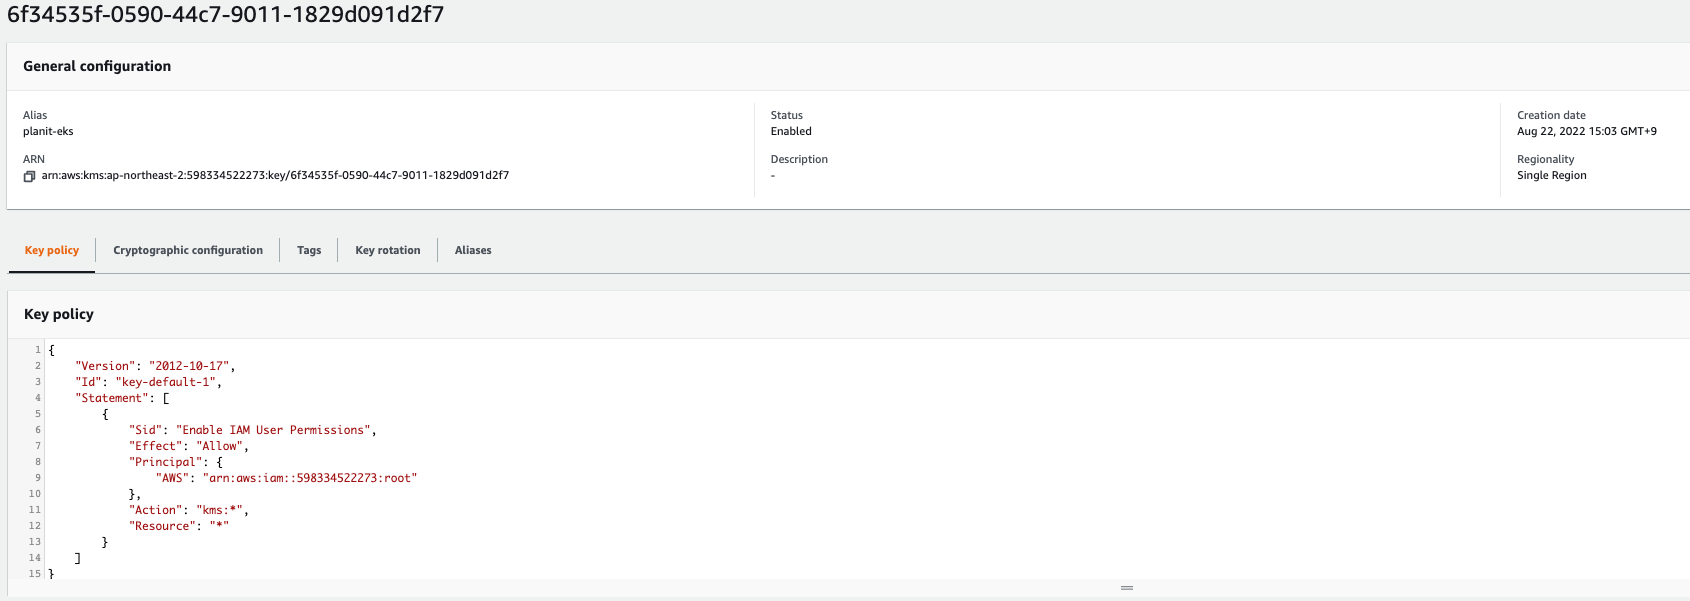 6f34535f-0590-44c7-9011-1829d091d2f7
General configuration
Alias
planit-eks
ARN
arn:aws:kms:ap-northeast-2:598334522273:key/6f34535f-0590-44c7-9011-1829d091d2f7
Status
Enabled
Description
-
Creation date
Aug 22, 2022 15:03 GMT+9
Regionality
Single Region
Key policy
Cryptographic configuration
Tags
Key rotation
Aliases
Key policy
1 {
2 "Version": "2012-10-17",
3 "Id": "key-default-1",
4 "Statement": [
5 {
6 "Sid": "Enable IAM User Permissions",
7 "Effect": "Allow",
8 "Principal": {
9 "AWS": "arn:aws:iam::598334522273:root"
10 },
11 "Action": "kms:*",
12 "Resource": "*"
13 }
14 ]
15 }